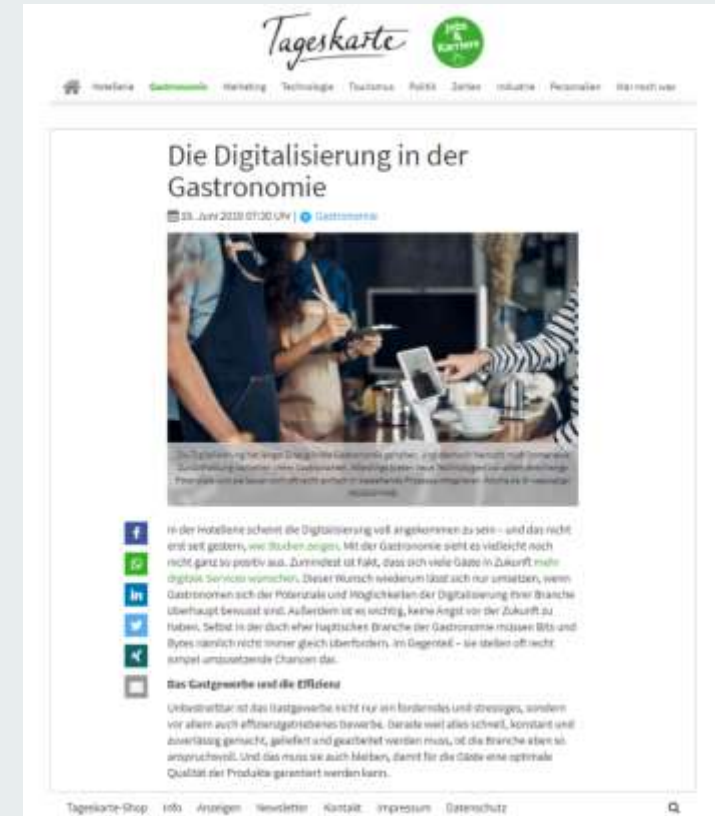 Tageskarte
Jobs & Karriere
Hotellerie Gastronomie Marketing Technologie Tourismus Politik Zahlen Industrie Personalien War noch was
Die Digitalisierung in der
Gastronomie
Juni 07:30 Uhr | Gastronomie
In der Hotellerie scheint die Digitalisierung voll angekommen zu sein – und das nicht
erst seit gestern, wie Studien zeigen. Mit der Gastronomie sieht es vielleicht noch
nicht ganz so positiv aus. Zumindest ist Fakt, dass sich viele Gäste in Zukunft mehr
digitale Services wünschen. Dieser Wunsch wiederum lässt sich nur umsetzen, wenn
Gastronomen sich der Potenziale und Möglichkeiten der Digitalisierung ihrer Branche
überhaupt bewusst sind. Außerdem ist es wichtig, keine Angst vor der Zukunft zu
haben. Selbst in der doch eher haptischen Branche der Gastronomie müssen Bits und
Bytes nämlich nicht immer gleich überfordern. Im Gegenteil – sie stellen oft recht
simpel umzusetzende Chancen dar.
Das Gastgewerbe und die Effizienz
Unbestreitbar ist das Gastgewerbe nicht nur ein forderndes und stressiges, sondern
vor allem auch effizienzgetriebenes Gewerbe. Gerade weil alles schnell, konstant und
zuverlässig gemacht, geliefert und gearbeitet werden muss, ist die Branche eben so
anspruchsvoll. Und das muss sie auch bleiben, damit für die Gäste eine optimale
Qualität der Produkte garantiert werden kann.
Tageskarte-Shop Info Anzeigen Newsletter Kontakt Impressum Datenschutz